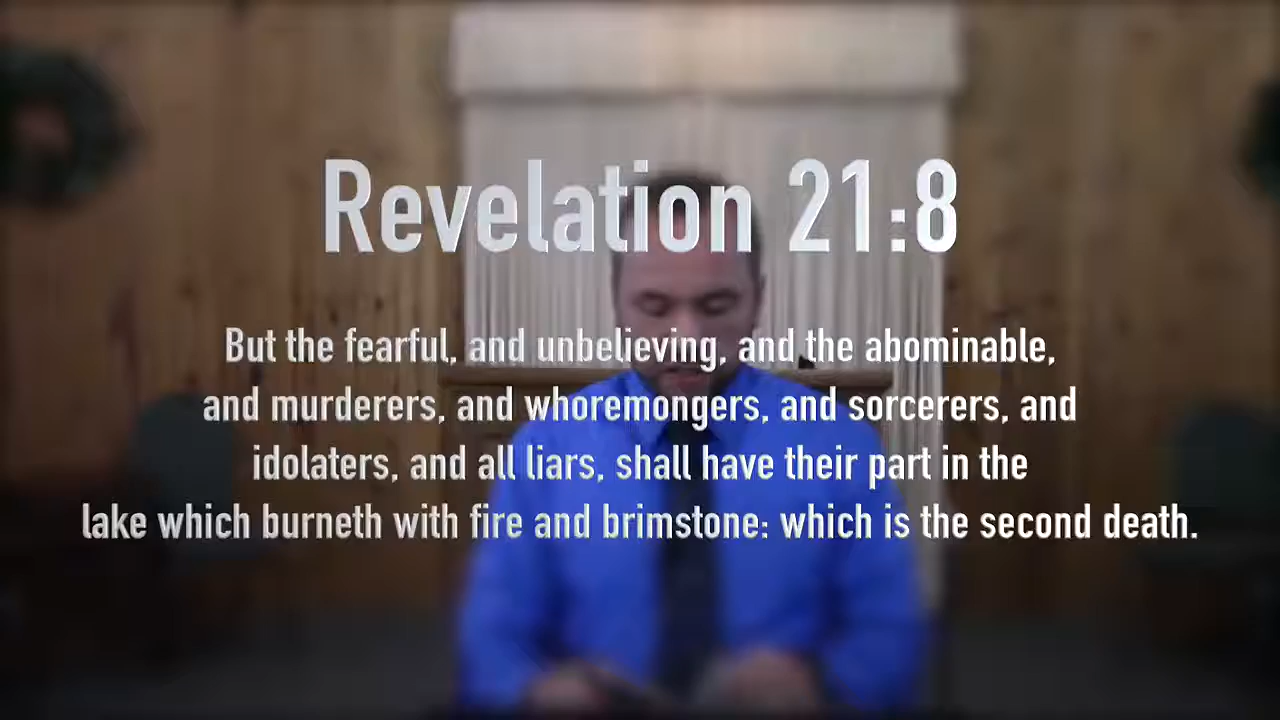 Revelation 21:8
But the fearful, and unbelieving, and the abominable,
and murderers, and whoremongers, and sorcerers, and
idolaters, and all liars, shall have their part in the
lake which burneth with fire and brimstone: which is the second death.